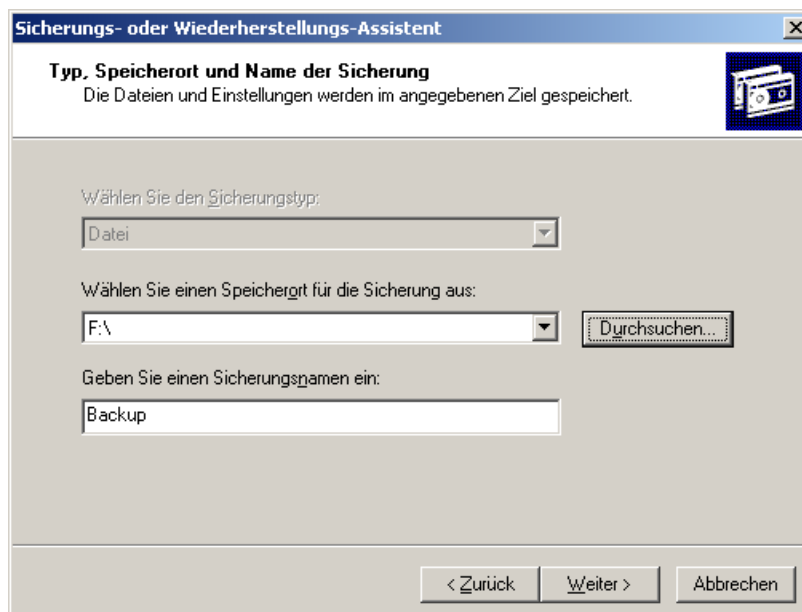 Sicherungs- oder Wiederherstellungs-Assistent
Typ, Speicherort und Name der Sicherung
Die Dateien und Einstellungen werden im angegebenen Ziel gespeichert.
Wählen Sie den Sicherungstyp:
Datei
Wählen Sie einen Speicherort für die Sicherung aus:
F:\
Durchsuchen...
Geben Sie einen Sicherungsnamen ein:
Backup
< Zurück
Weiter >
Abbrechen